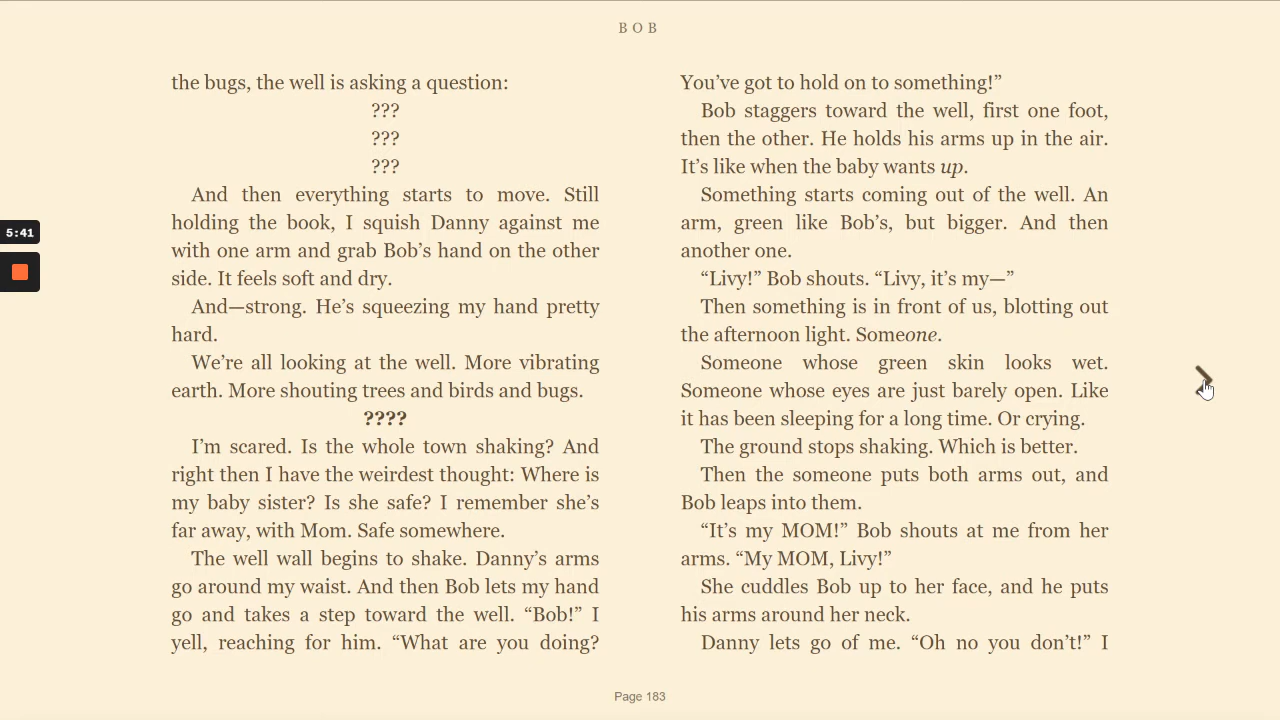 BOB
the bugs, the well is asking a question:
???
???
???
And then everything starts to move. Still
holding the book, I squish Danny against me
with one arm and grab Bob’s hand on the other
side. It feels soft and dry.
And—strong. He’s squeezing my hand pretty
hard.
We’re all looking at the well. More vibrating
earth. More shouting trees and birds and bugs.
????
I’m scared. Is the whole town shaking? And
right then I have the weirdest thought: Where is
my baby sister? Is she safe? I remember she’s
far away, with Mom. Safe somewhere.
The well wall begins to shake. Danny’s arms
go around my waist. And then Bob lets my hand
go and takes a step toward the well. “Bob!” I
yell, reaching for him. “What are you doing?
You’ve got to hold on to something!”
Bob staggers toward the well, first one foot,
then the other. He holds his arms up in the air.
It’s like when the baby wants up.
Something starts coming out of the well. An
arm, green like Bob’s, but bigger. And then
another one.
“Livy!” Bob shouts. “Livy, it’s my—”
Then something is in front of us, blotting out
the afternoon light. Someone.
Someone whose green skin looks wet.
Someone whose eyes are just barely open. Like
it has been sleeping for a long time. Or crying.
The ground stops shaking. Which is better.
Then the someone puts both arms out, and
Bob leaps into them.
“It’s my MOM!” Bob shouts at me from her
arms. “My MOM, Livy!”
She cuddles Bob up to her face, and he puts
his arms around her neck.
Danny lets go of me. “Oh no you don’t!” I
5:41
Page 183